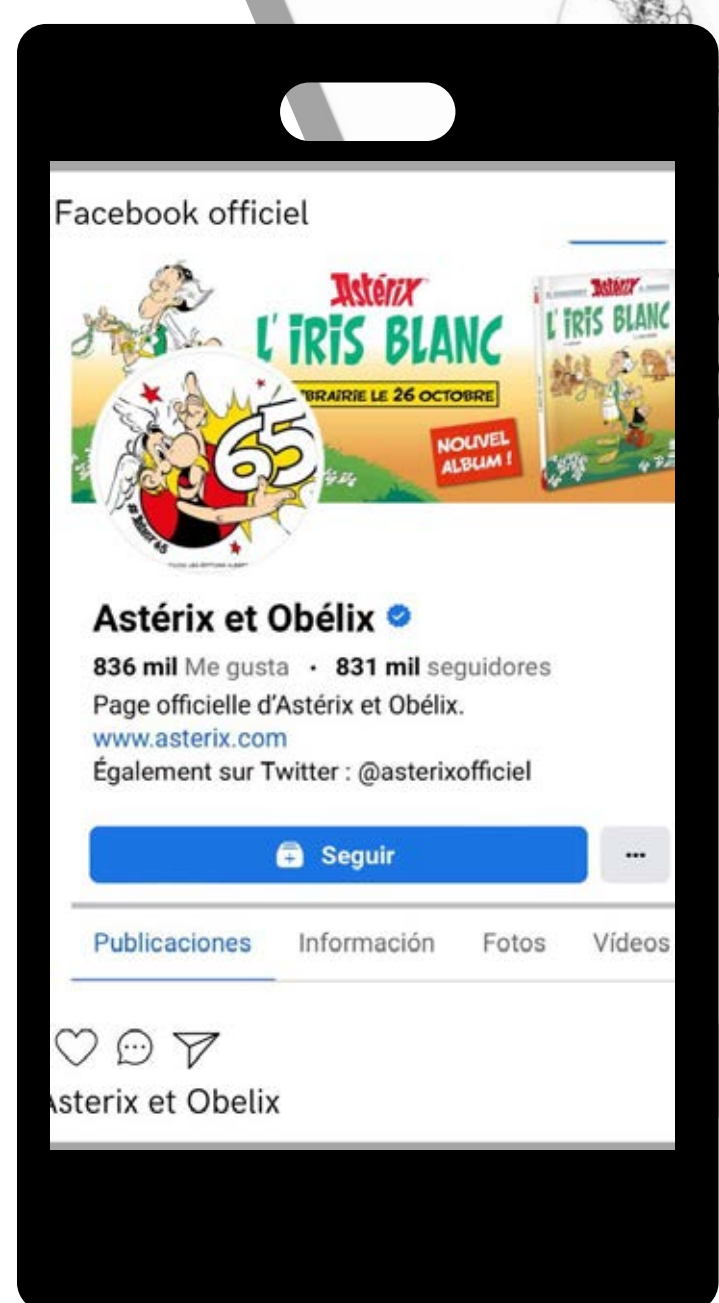 Facebook officiel
Astérix
L'IRIS BLANC
BRAIRIE LE 26 OCTOBRE
NOUVEL
ALBUM !
Astérix
L'IRIS BLANC
65
#Asterix65
Astérix et Obélix
836 mil Me gusta · 831 mil seguidores
Page officielle d'Astérix et Obélix.
www.asterix.com
Également sur Twitter : @asterixofficiel
Seguir
Publicaciones Información Fotos Vídeos
Asterix et Obelix